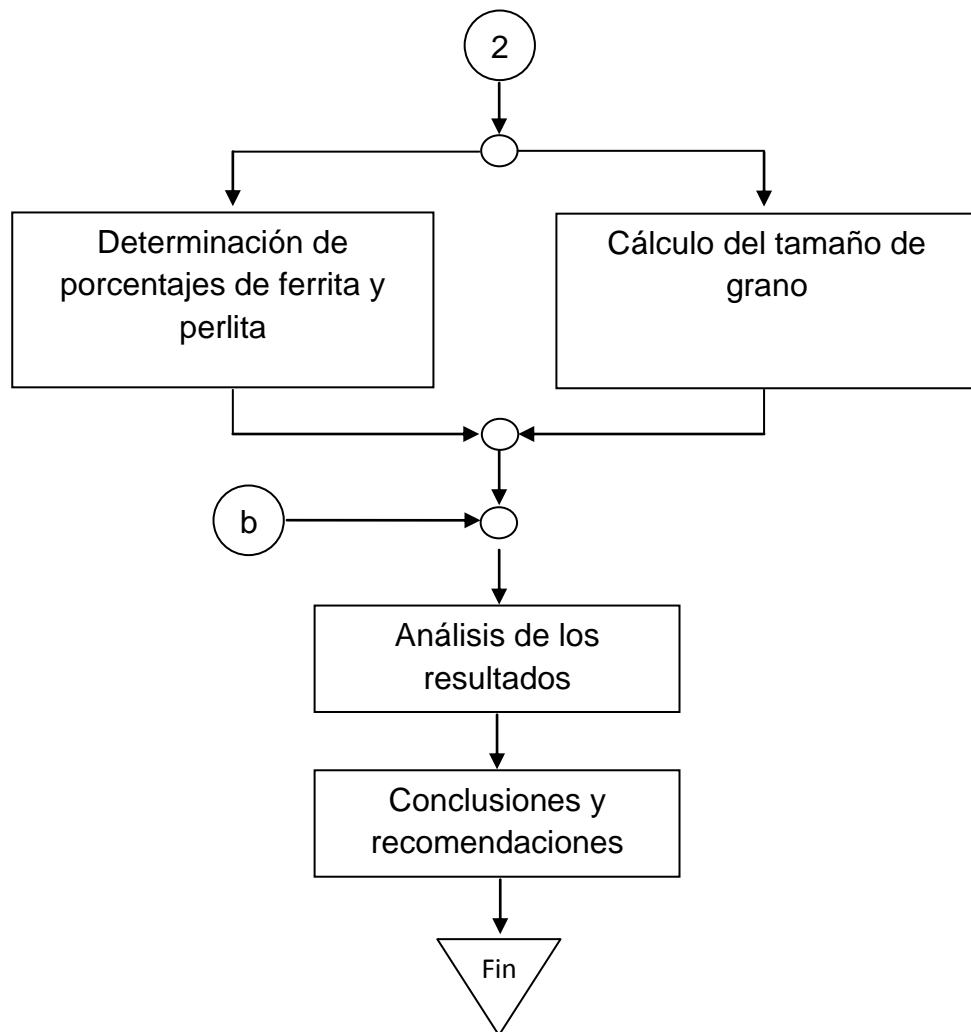 2
Determinación de
porcentajes de ferrita y
perlita
Cálculo del tamaño de
grano
b
Análisis de los
resultados
Conclusiones y
recomendaciones
Fin